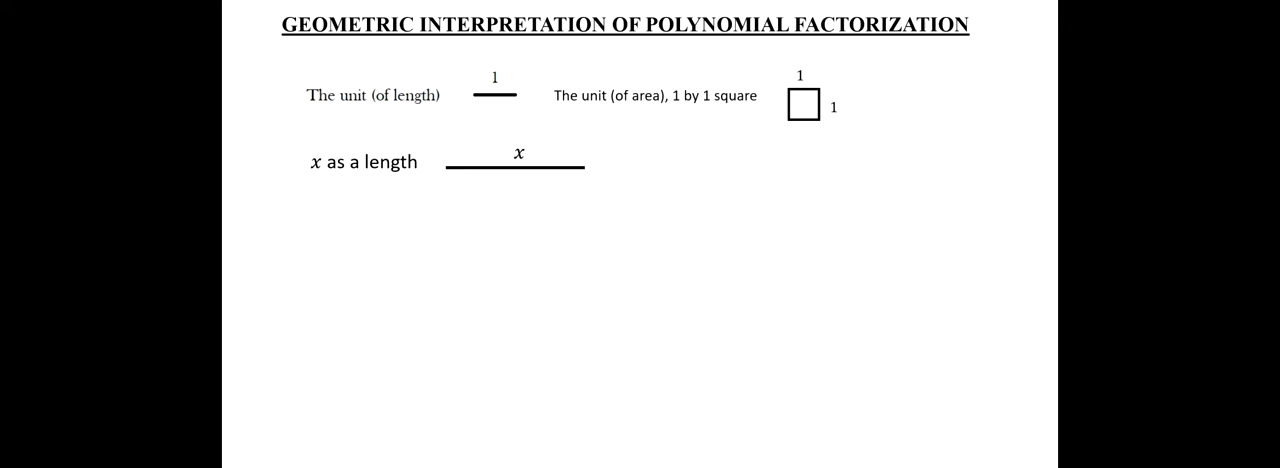 GEOMETRIC INTERPRETATION OF POLYNOMIAL FACTORIZATION
The unit (of length) 1 The unit (of area), 1 by 1 square 1 1
x as a length x